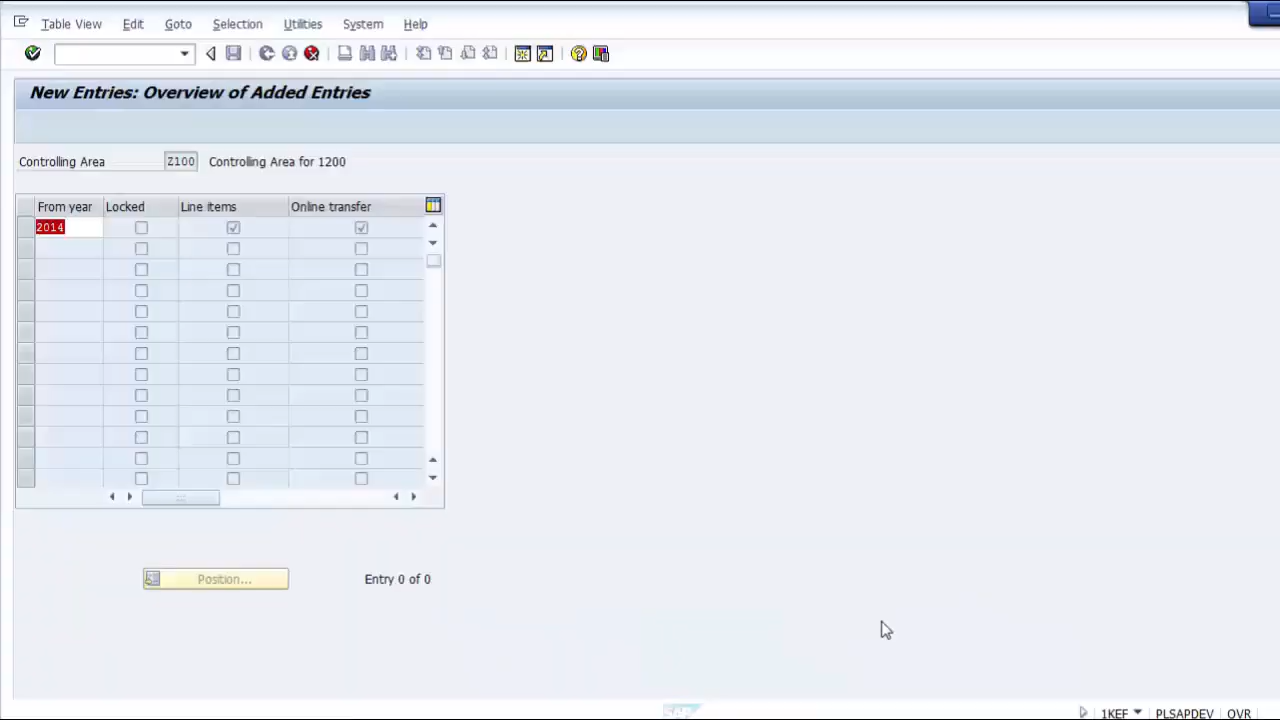 Table View Edit Goto Selection Utilities System Help
New Entries: Overview of Added Entries
Controlling Area Z100 Controlling Area for 1200
From year Locked Line items Online transfer
2014
Position... Entry 0 of 0
SAP 1KEF PLSAPDEV OVR